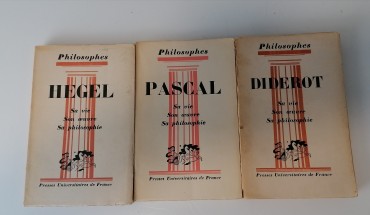 Philosophes
HEGEL
Sa vie
Son œuvre
Sa philosophie
Presses Universitaires de France
Philosophes
PASCAL
Sa vie
Son œuvre
Sa philosophie
Presses Universitaires de France
Philosophes
DIDEROT
Sa vie
Son œuvre
Sa philosophie
Presses Universitaires de France